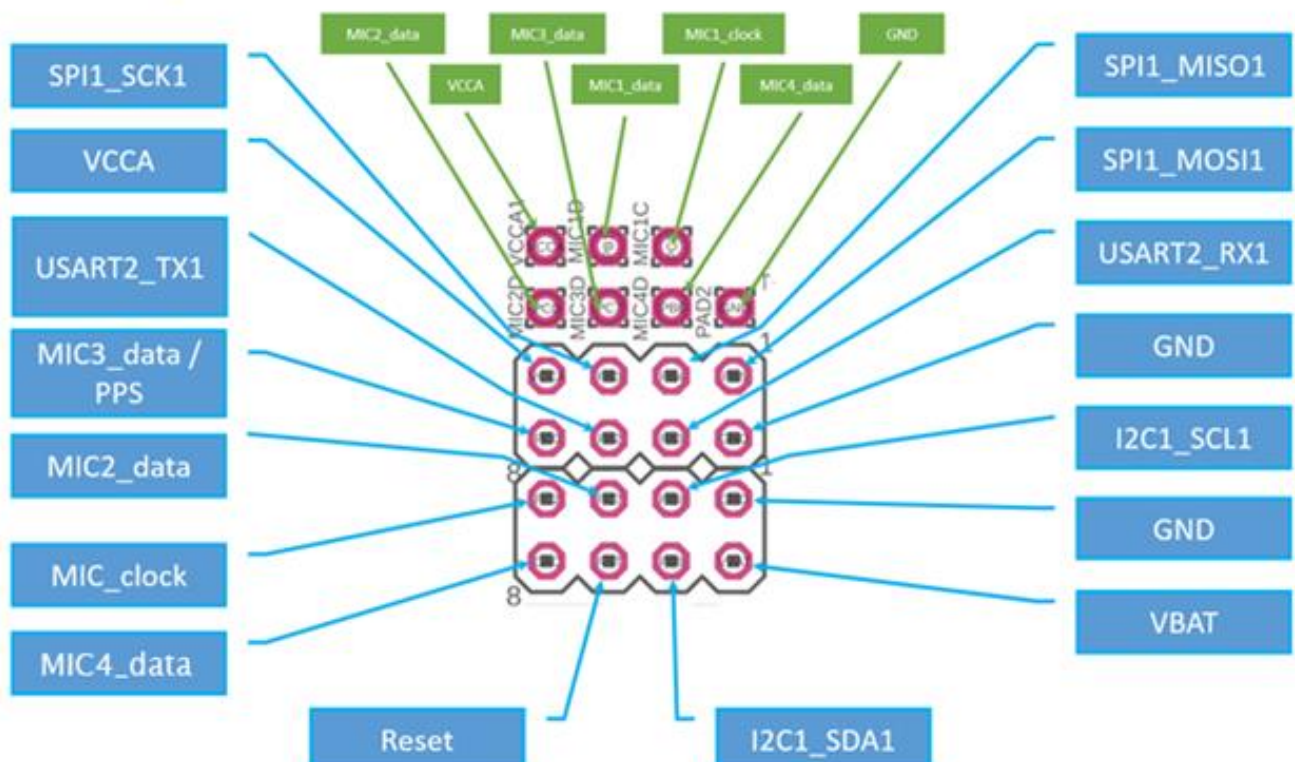 MIC2_data
MIC3_data
MIC1_clock
GND
VCCA
MIC1_data
MIC4_data
SPI1_SCK1
VCCA
USART2_TX1
MIC3_data /
PPS
MIC2_data
MIC_clock
MIC4_data
Reset
I2C1_SDA1
SPI1_MISO1
SPI1_MOSI1
USART2_RX1
GND
I2C1_SCL1
GND
VBAT
VCCA1
MIC1D
MIC1C
MIC2D
MIC3D
MIC4D
PAD2
1
8
1
8